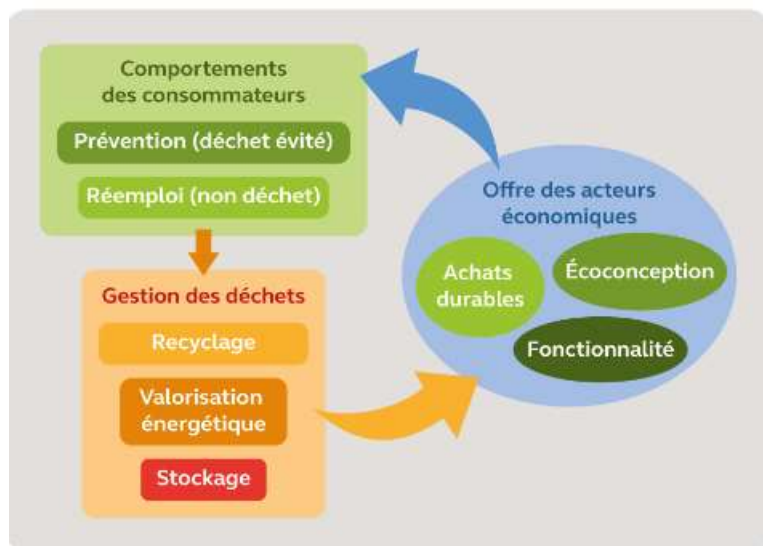 Comportements
des consommateurs
Prévention (déchet évité)
Réemploi (non déchet)
Gestion des déchets
Recyclage
Valorisation
énergétique
Stockage
Offre des acteurs
économiques
Achats
durables
Écoconception
Fonctionnalité